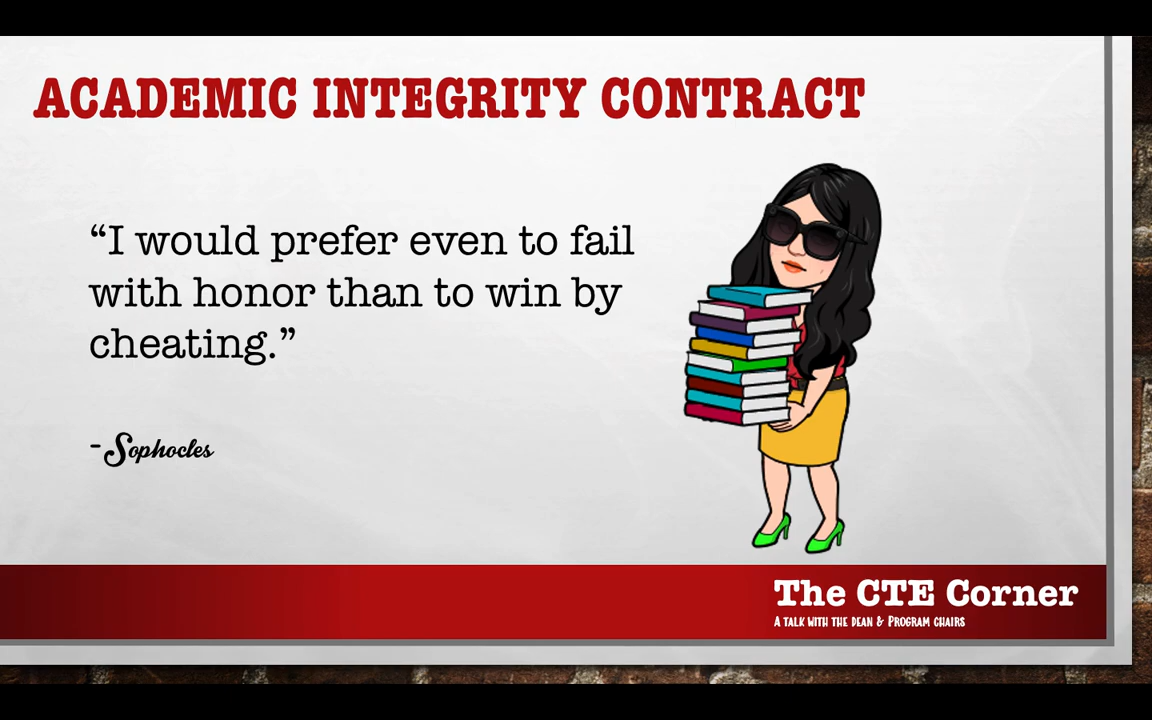 ACADEMIC INTEGRITY CONTRACT
“I would prefer even to fail
with honor than to win by
cheating.”
-Sophocles
The CTE Corner
A TALK WITH THE DEAN & PROGRAM CHAIRS